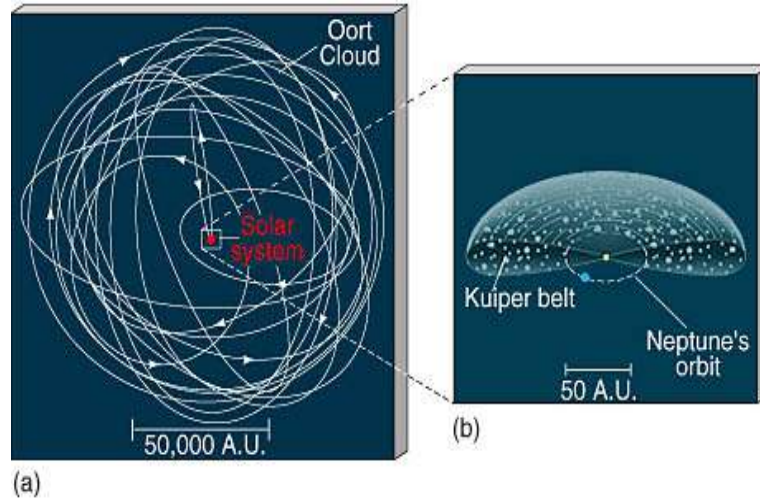 Oort
Cloud
Solar
system
50,000 A.U.
(a)
Kuiper belt
Neptune's
orbit
50 A.U.
(b)